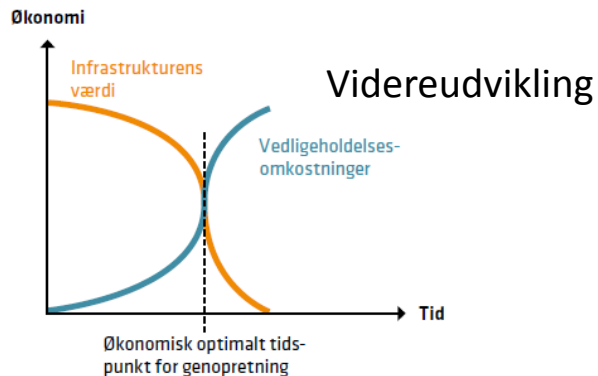 Økonomi
Infrastrukturens
værdi
Videreudvikling
Vedligeholdelses-
omkostninger
Tid
Økonomisk optimalt tids-
punkt for genopretning